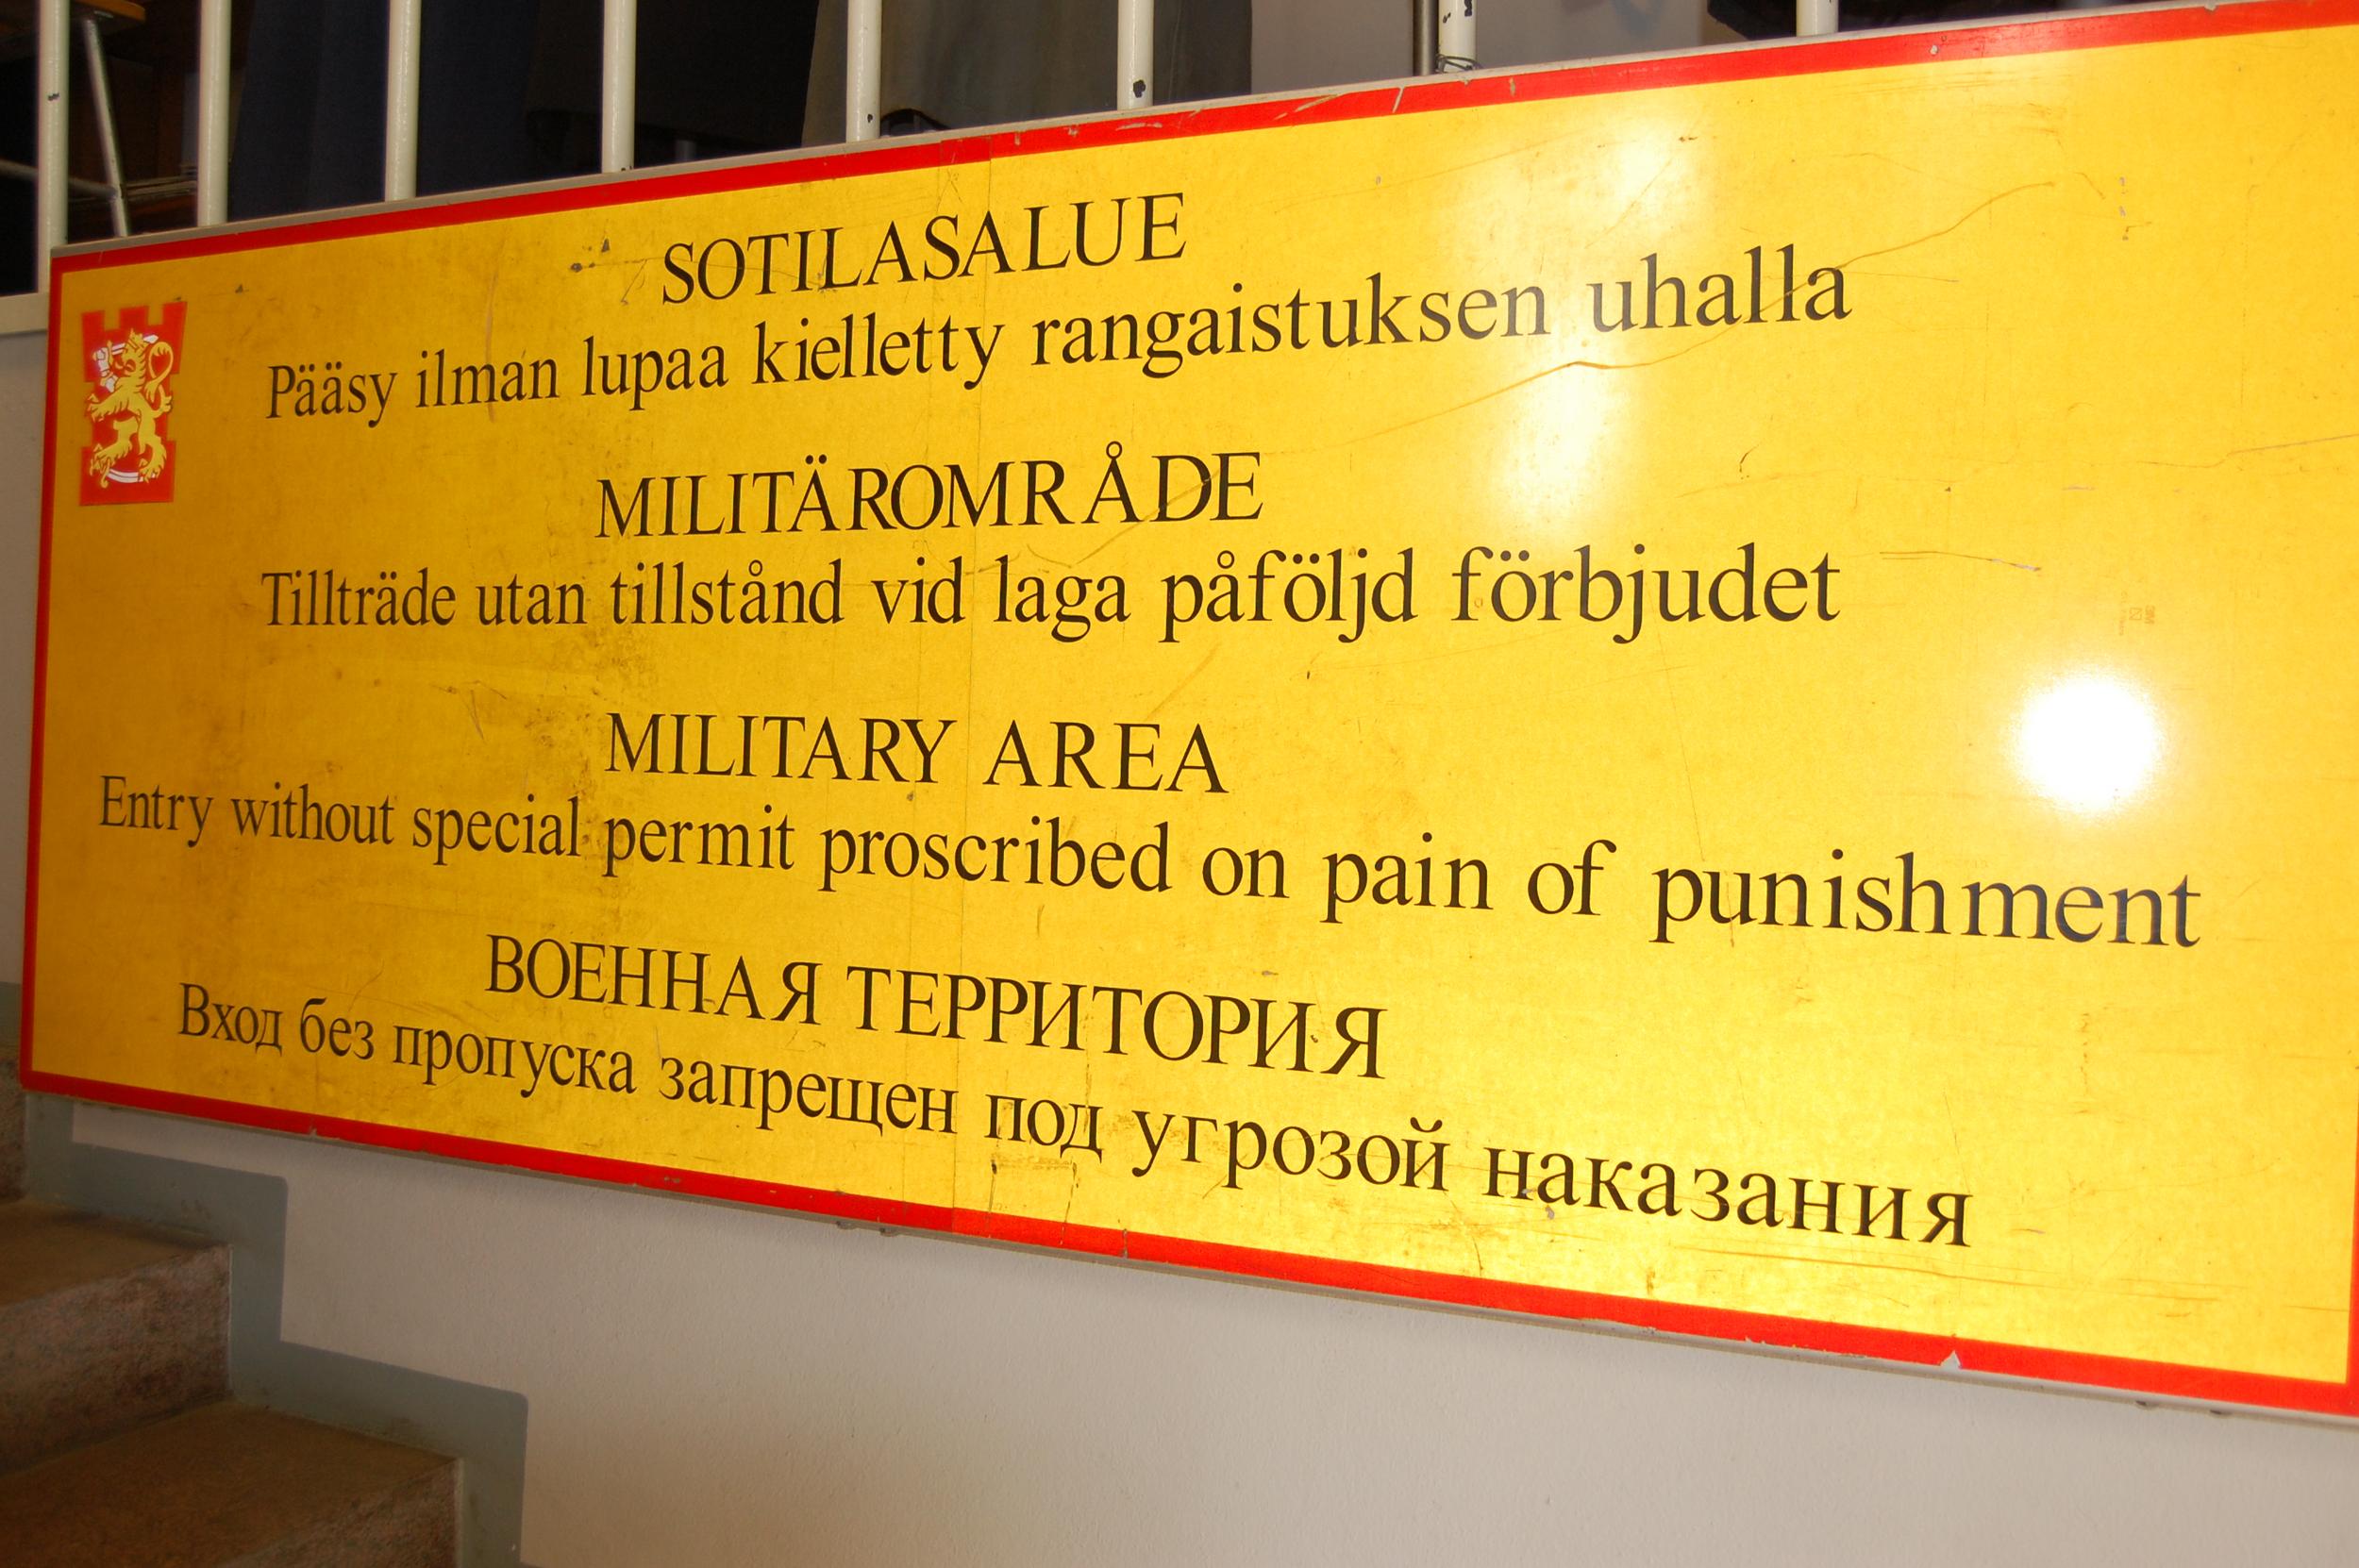 SOTILASALUE
Pääsy ilman lupaa kielletty rangaistuksen uhalla
MILITÄROMRÅDE
Tillträde utan tillstånd vid laga påföljd förbjudet
MILITARY AREA
Entry without special permit proscribed on pain of punishment
ВОЕННАЯ ТЕРРИТОРИЯ
Вход без пропуска запрещен под угрозой наказания